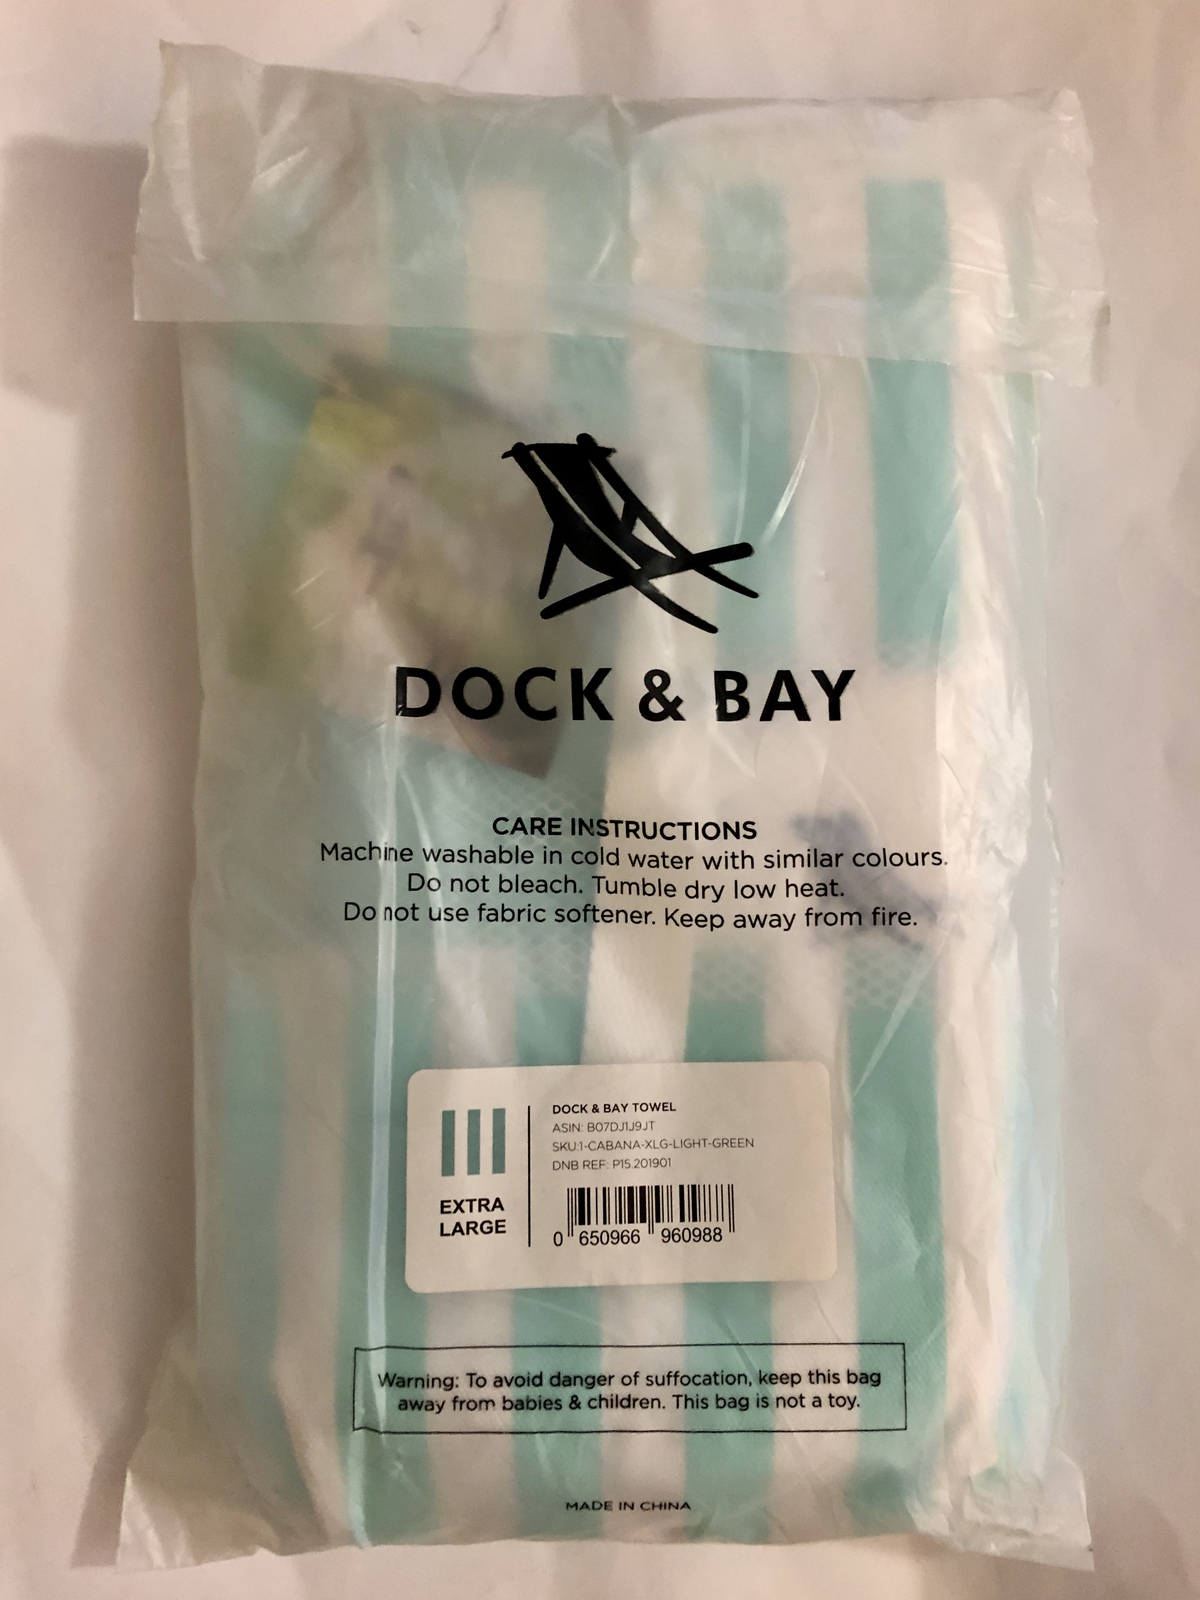 DOCK & BAY
CARE INSTRUCTIONS
Machine washable in cold water with similar colours.
Do not bleach. Tumble dry low heat.
Do not use fabric softener. Keep away from fire.
EXTRA
LARGE
DOCK & BAY TOWEL
ASIN: B07DJ1J9JT
SKU:1-CABANA-XLG-LIGHT-GREEN
DNB REF: P15.201901
0 650966 960988
Warning: To avoid danger of suffocation, keep this bag
away from babies & children. This bag is not a toy.
MADE IN CHINA